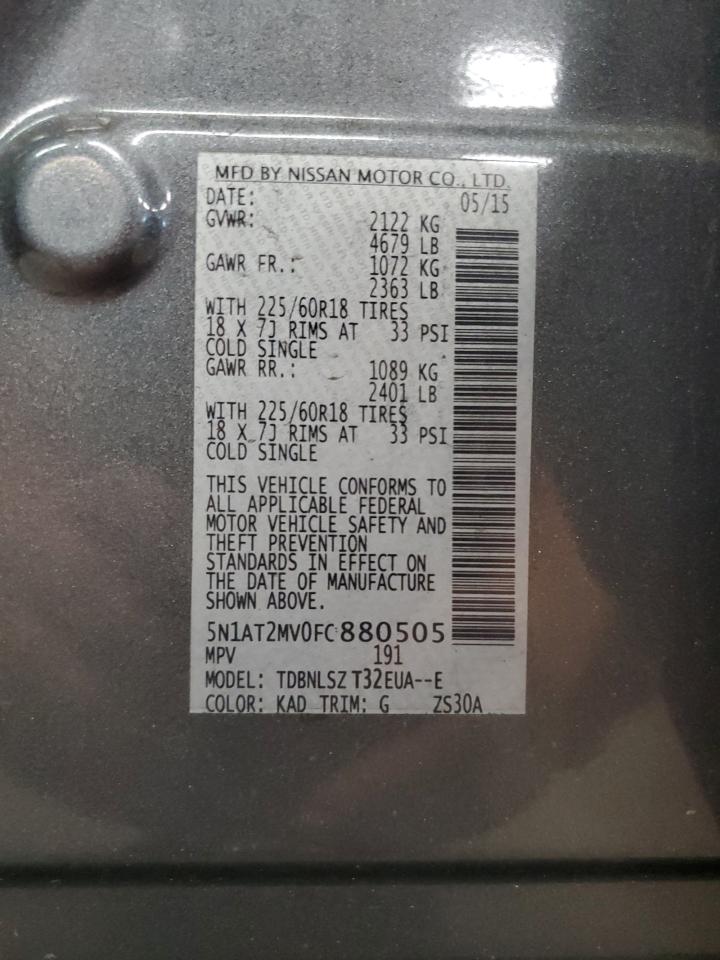 MFD BY NISSAN MOTOR CO., LTD.
DATE: 05/15
GVWR: 2122 KG
4679 LB
GAWR FR.: 1072 KG
2363 LB
WITH 225/60R18 TIRES
18 X 7J RIMS AT 33 PSI
COLD SINGLE
GAWR RR.: 1089 KG
2401 LB
WITH 225/60R18 TIRES
18 X 7J RIMS AT 33 PSI
COLD SINGLE
THIS VEHICLE CONFORMS TO
ALL APPLICABLE FEDERAL
MOTOR VEHICLE SAFETY AND
THEFT PREVENTION
STANDARDS IN EFFECT ON
THE DATE OF MANUFACTURE
SHOWN ABOVE.
5N1AT2MV0FC880505
MPV 191
MODEL: TDBNLSZ T32EUA--E
COLOR: KAD TRIM: G ZS30A